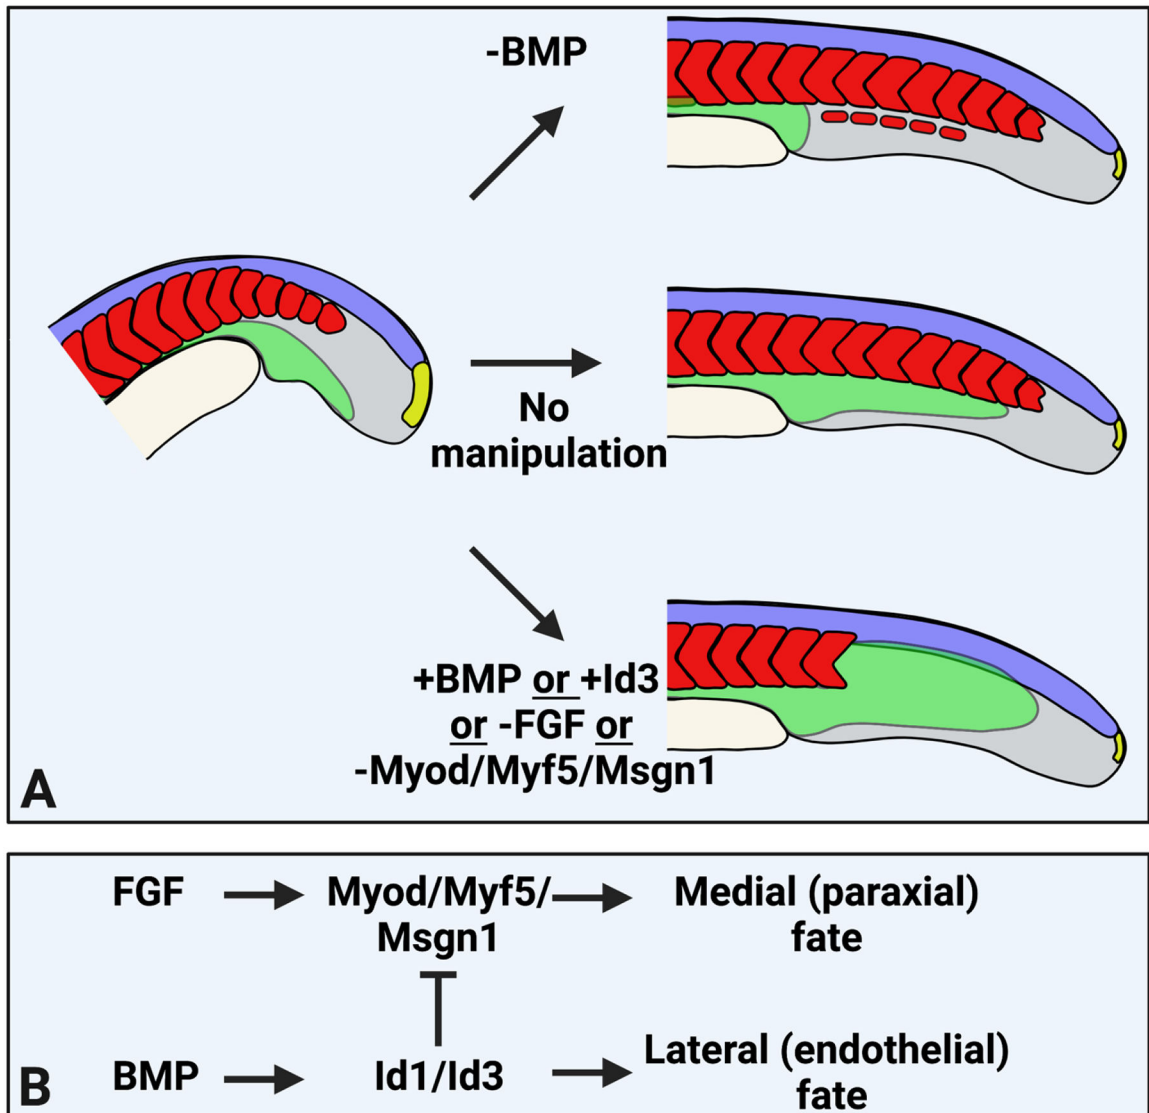 -BMP
No
manipulation
+BMP or +Id3
or -FGF or
-Myod/Myf5/Msgn1
A
FGF
Myod/Myf5/
Msgn1
Medial (paraxial)
fate
BMP
Id1/Id3
Lateral (endothelial)
fate
B